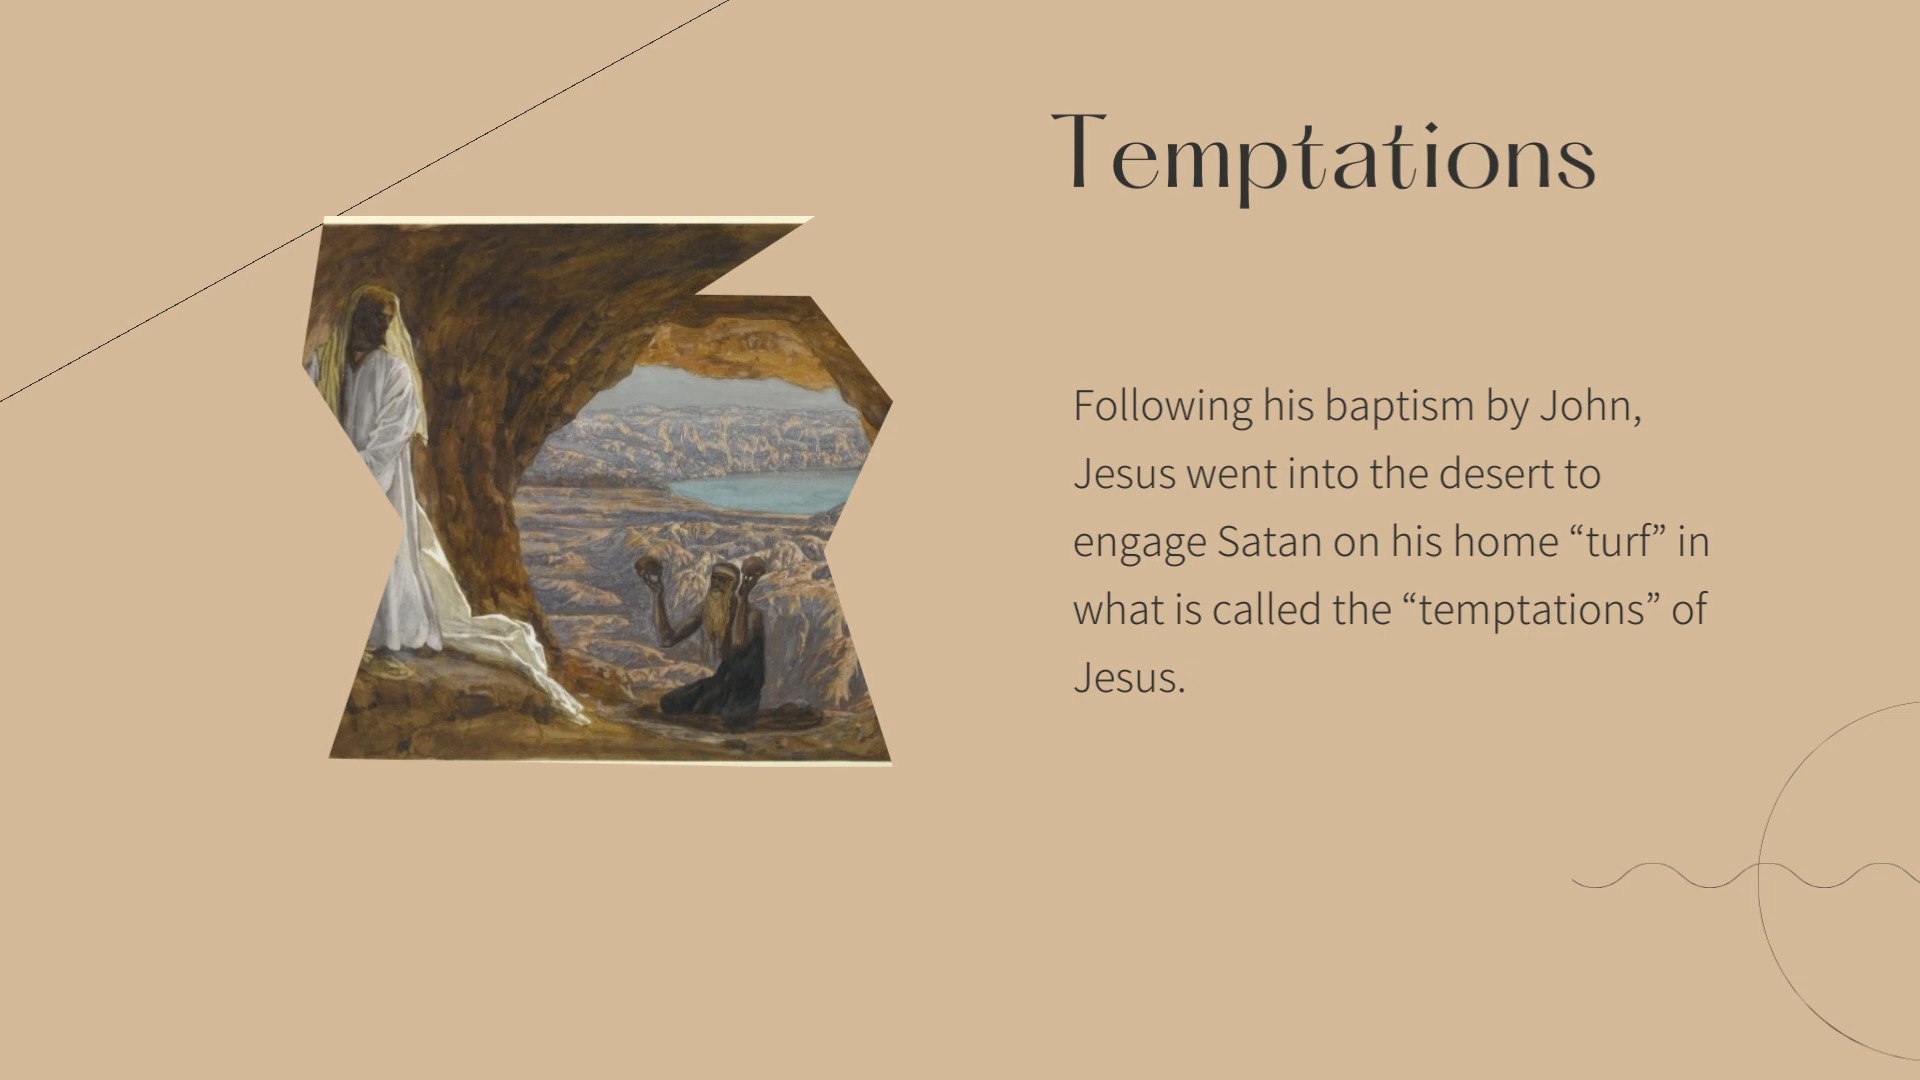 Temptations
Following his baptism by John,
Jesus went into the desert to
engage Satan on his home “turf” in
what is called the “temptations” of
Jesus.